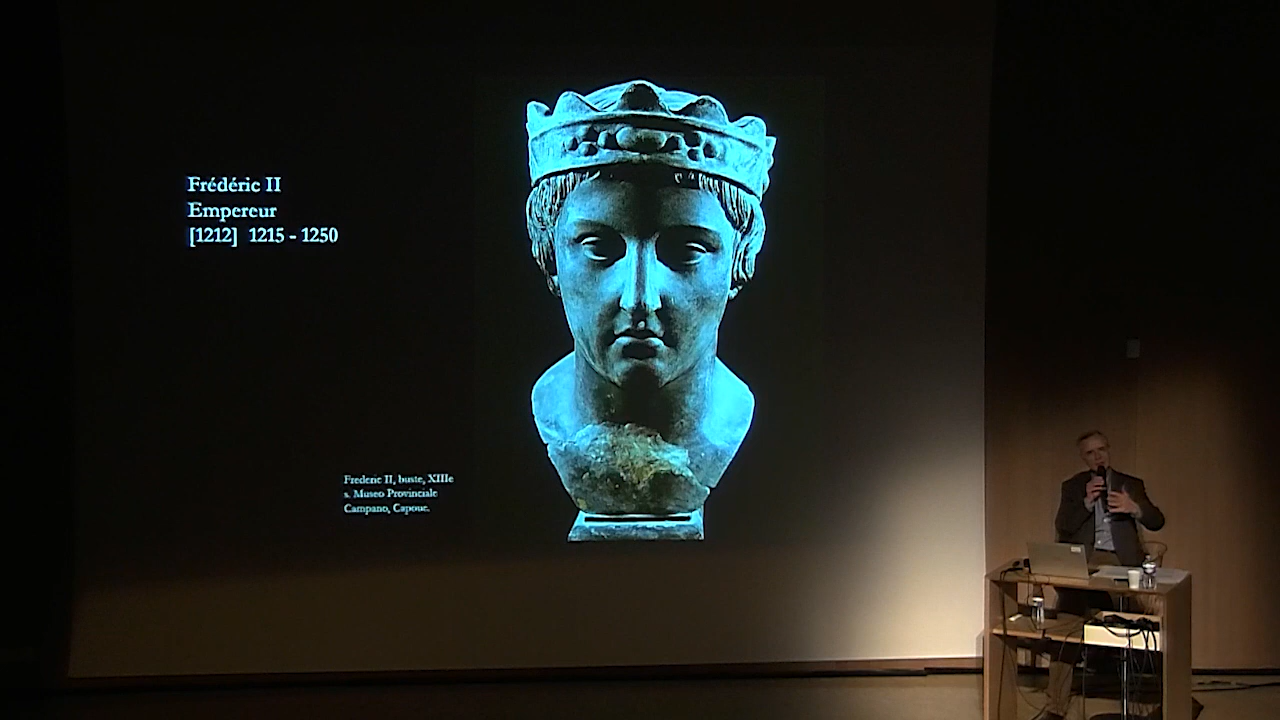 Frédéric II
Empereur
[1212] 1215 - 1250
Frederic II, buste, XIIIe
s. Museo Provinciale
Campano, Capoue.